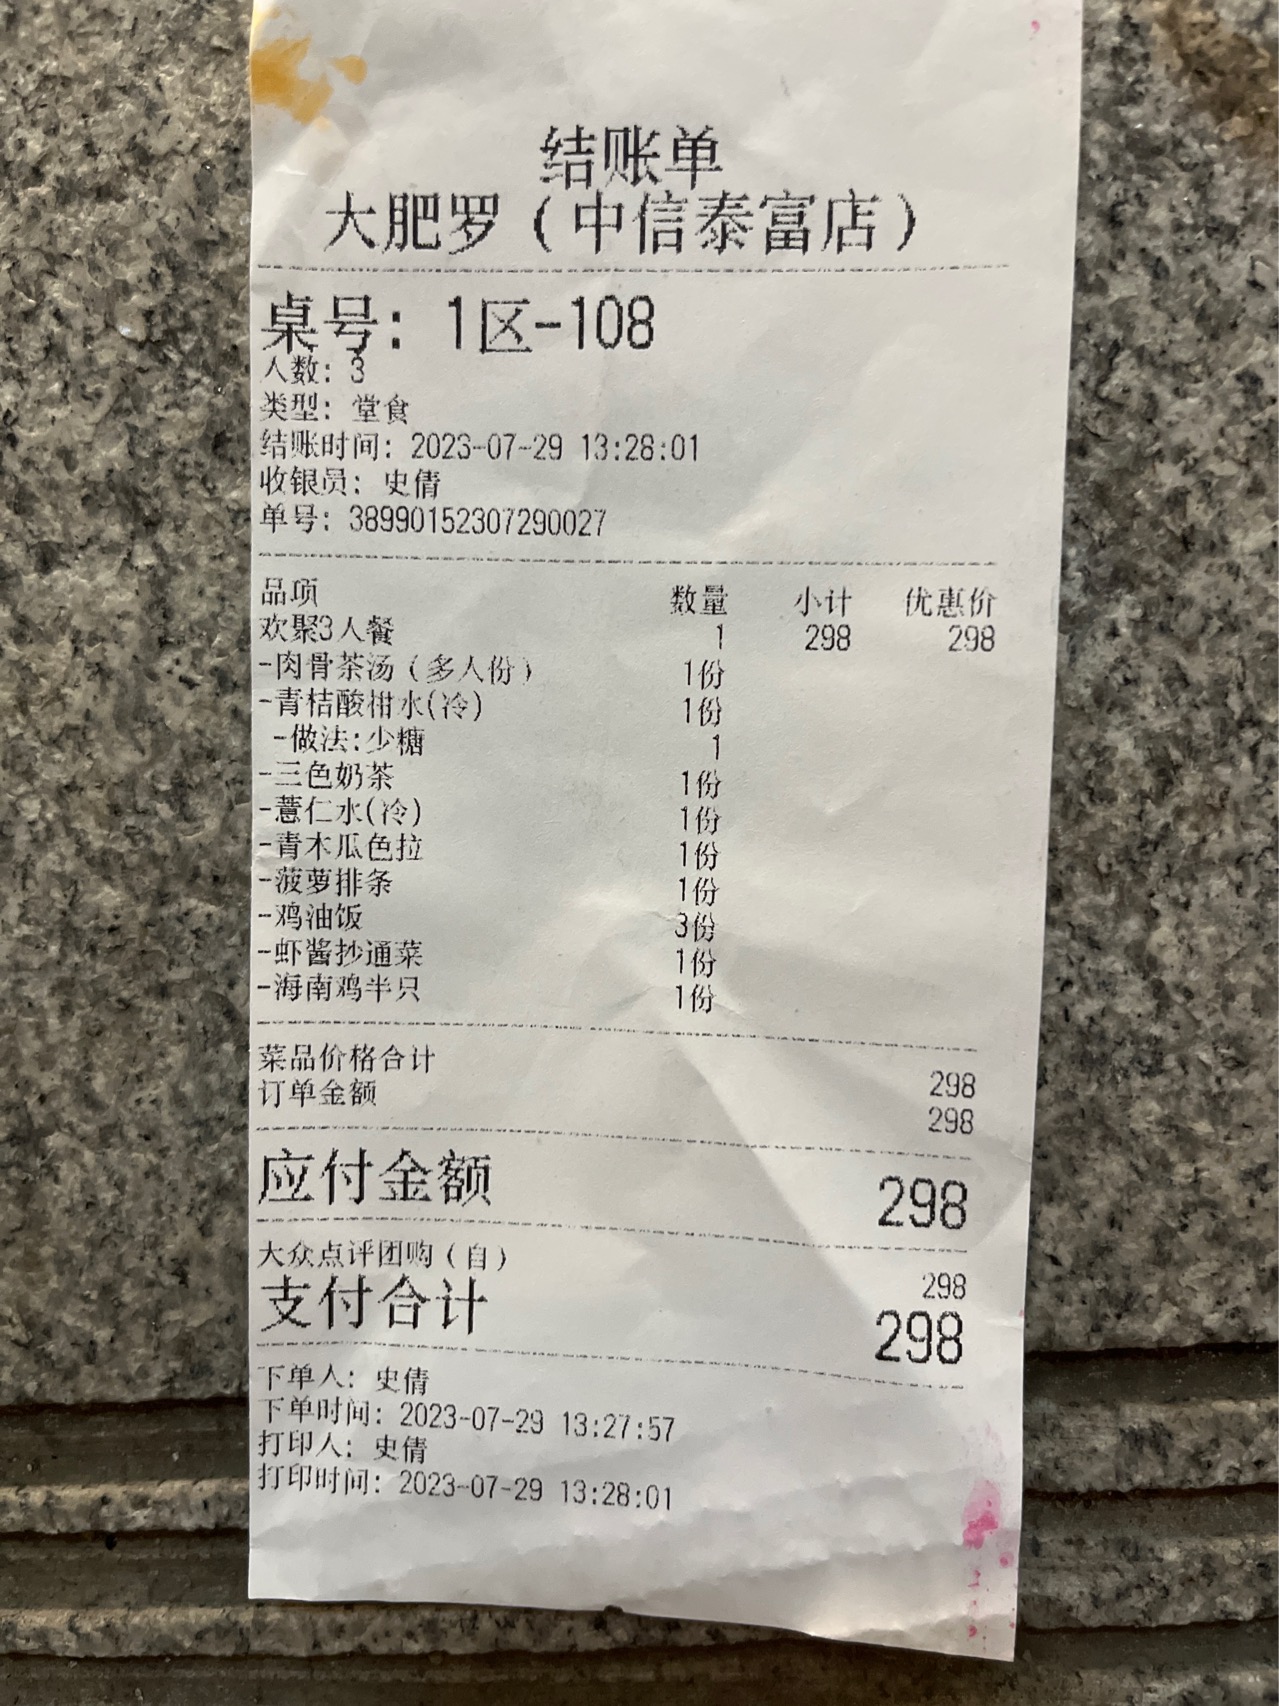 结账单
大肥罗（中信泰富店）
桌号：1区-108
人数：3
类型：堂食
结账时间：2023-07-29 13:28:01
收银员：史倩
单号：38990152307290027
品项 数量 小计 优惠价
欢聚3人餐 1 298 298
-肉骨茶汤（多人份） 1份
-青桔酸柑水(冷) 1份
-做法:少糖 1
-三色奶茶 1份
-薏仁水(冷) 1份
-青木瓜色拉 1份
-菠萝排条 1份
-鸡油饭 3份
-虾酱抄通菜 1份
-海南鸡半只 1份
菜品价格合计 298
订单金额 298
应付金额 298
大众点评团购（自） 298
支付合计 298
下单人：史倩
下单时间：2023-07-29 13:27:57
打印人：史倩
打印时间：2023-07-29 13:28:01